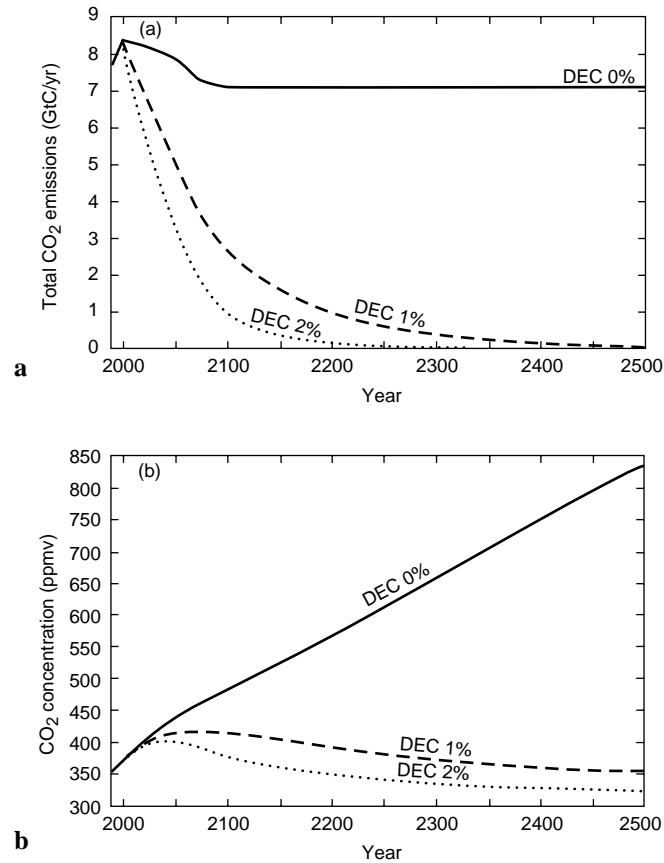 (a)
9
8
7
6
5
4
3
2
1
0
Total CO2 emissions (GtC/yr)
DEC 0%
DEC 1%
DEC 2%
2000 2100 2200 2300 2400 2500
Year
a
(b)
850
800
750
700
650
600
550
500
450
400
350
300
CO2 concentration (ppmv)
DEC 0%
DEC 1%
DEC 2%
2000 2100 2200 2300 2400 2500
Year
b